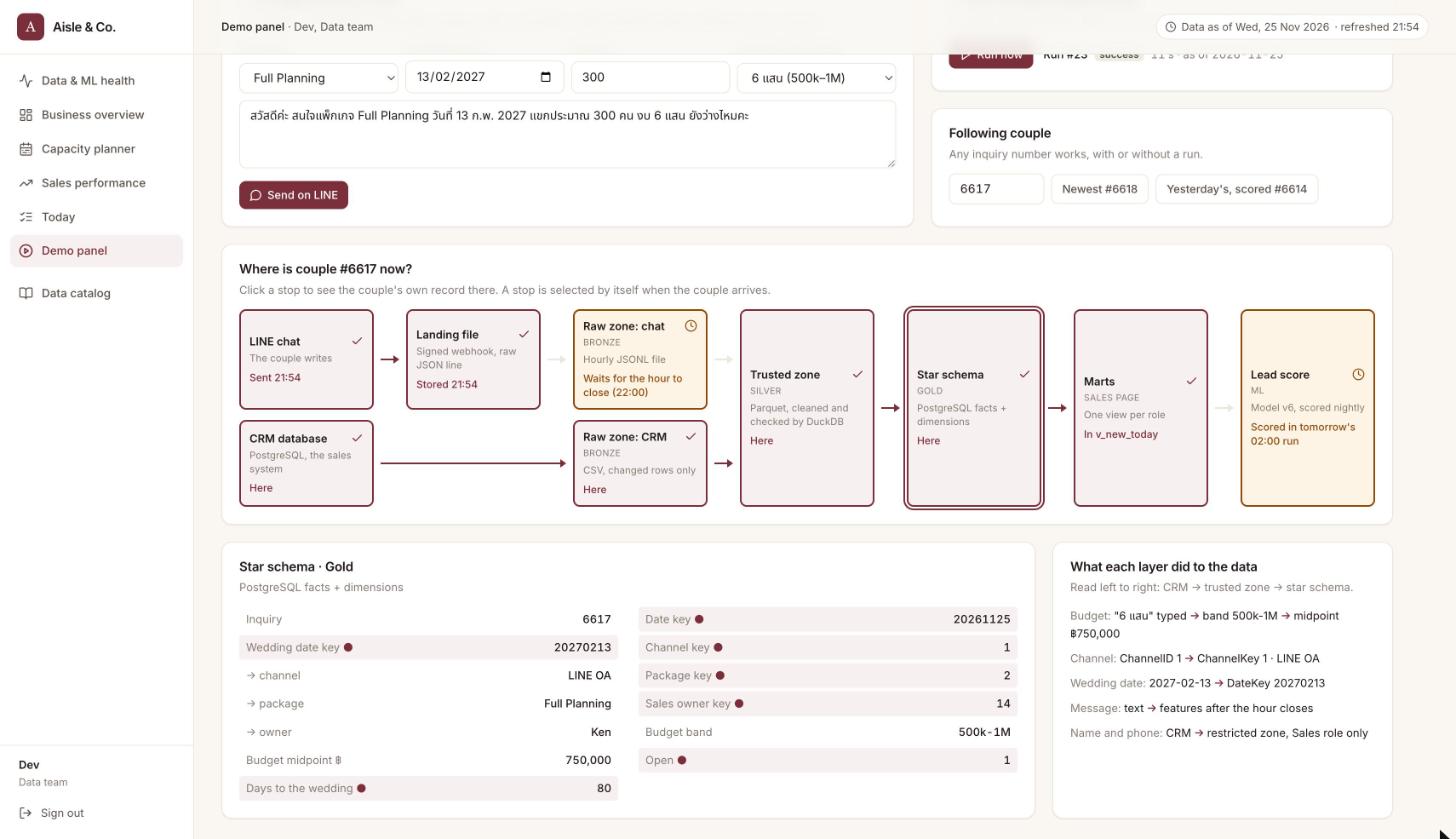 A Aisle & Co.
Demo panel · Dev, Data team
Data as of Wed, 25 Nov 2026 · refreshed 21:54
Data & ML health
Business overview
Capacity planner
Sales performance
Today
Demo panel
Data catalog
Dev
Data team
Sign out
Full Planning
13/02/2027
300
6 แสน (500k–1M)
สวัสดีค่ะ สนใจแพ็กเกจ Full Planning วันที่ 13 ก.พ. 2027 แขกประมาณ 300 คน งบ 6 แสน ยังว่างไหมคะ
Send on LINE
Run now Run #23 success 11 s · as of 2026-11-25
Following couple
Any inquiry number works, with or without a run.
6617
Newest #6618
Yesterday's, scored #6614
Where is couple #6617 now?
Click a stop to see the couple's own record there. A stop is selected by itself when the couple arrives.
LINE chat
The couple writes
Sent 21:54
Landing file
Signed webhook, raw
JSON line
Stored 21:54
Raw zone: chat
BRONZE
Hourly JSONL file
Waits for the hour to
close (22:00)
CRM database
PostgreSQL, the sales
system
Here
Raw zone: CRM
BRONZE
CSV, changed rows only
Here
Trusted zone
SILVER
Parquet, cleaned and
checked by DuckDB
Here
Star schema
GOLD
PostgreSQL facts +
dimensions
Here
Marts
SALES PAGE
One view per role
In v_new_today
Lead score
ML
Model v6, scored nightly
Scored in tomorrow's
02:00 run
Star schema · Gold
PostgreSQL facts + dimensions
Inquiry 6617
Wedding date key 20270213
→ channel LINE OA
→ package Full Planning
→ owner Ken
Budget midpoint ฿ 750,000
Days to the wedding 80
Date key 20261125
Channel key 1
Package key 2
Sales owner key 14
Budget band 500k-1M
Open 1
What each layer did to the data
Read left to right: CRM → trusted zone → star schema.
Budget: "6 แสน" typed → band 500k-1M → midpoint
฿750,000
Channel: ChannelID 1 → ChannelKey 1 · LINE OA
Wedding date: 2027-02-13 → DateKey 20270213
Message: text → features after the hour closes
Name and phone: CRM → restricted zone, Sales role only